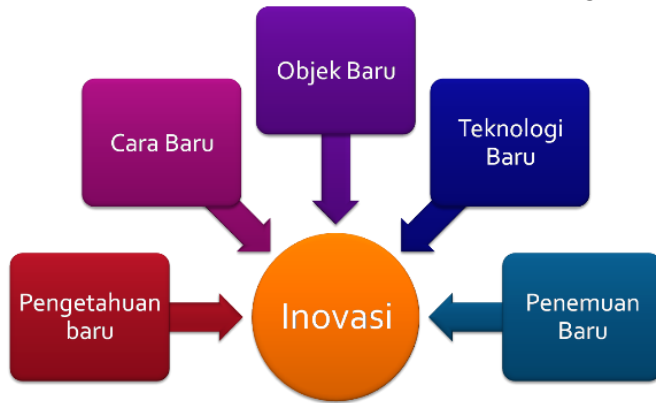 Objek Baru
Cara Baru
Teknologi
Baru
Pengetahuan
baru
Inovasi
Penemuan
Baru